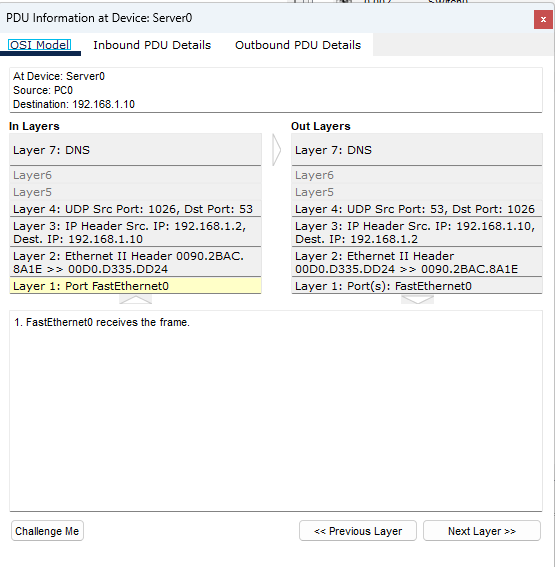 PDU Information at Device: Server0
x
OSI Model Inbound PDU Details Outbound PDU Details
At Device: Server0
Source: PC0
Destination: 192.168.1.10
In Layers
Layer 7: DNS
Layer6
Layer5
Layer 4: UDP Src Port: 1026, Dst Port: 53
Layer 3: IP Header Src. IP: 192.168.1.2,
Dest. IP: 192.168.1.10
Layer 2: Ethernet II Header 0090.2BAC.
8A1E >> 00D0.D335.DD24
Layer 1: Port FastEthernet0
Out Layers
Layer 7: DNS
Layer6
Layer5
Layer 4: UDP Src Port: 53, Dst Port: 1026
Layer 3: IP Header Src. IP: 192.168.1.10,
Dest. IP: 192.168.1.2
Layer 2: Ethernet II Header
00D0.D335.DD24 >> 0090.2BAC.8A1E
Layer 1: Port(s): FastEthernet0
1. FastEthernet0 receives the frame.
Challenge Me
<< Previous Layer
Next Layer >>